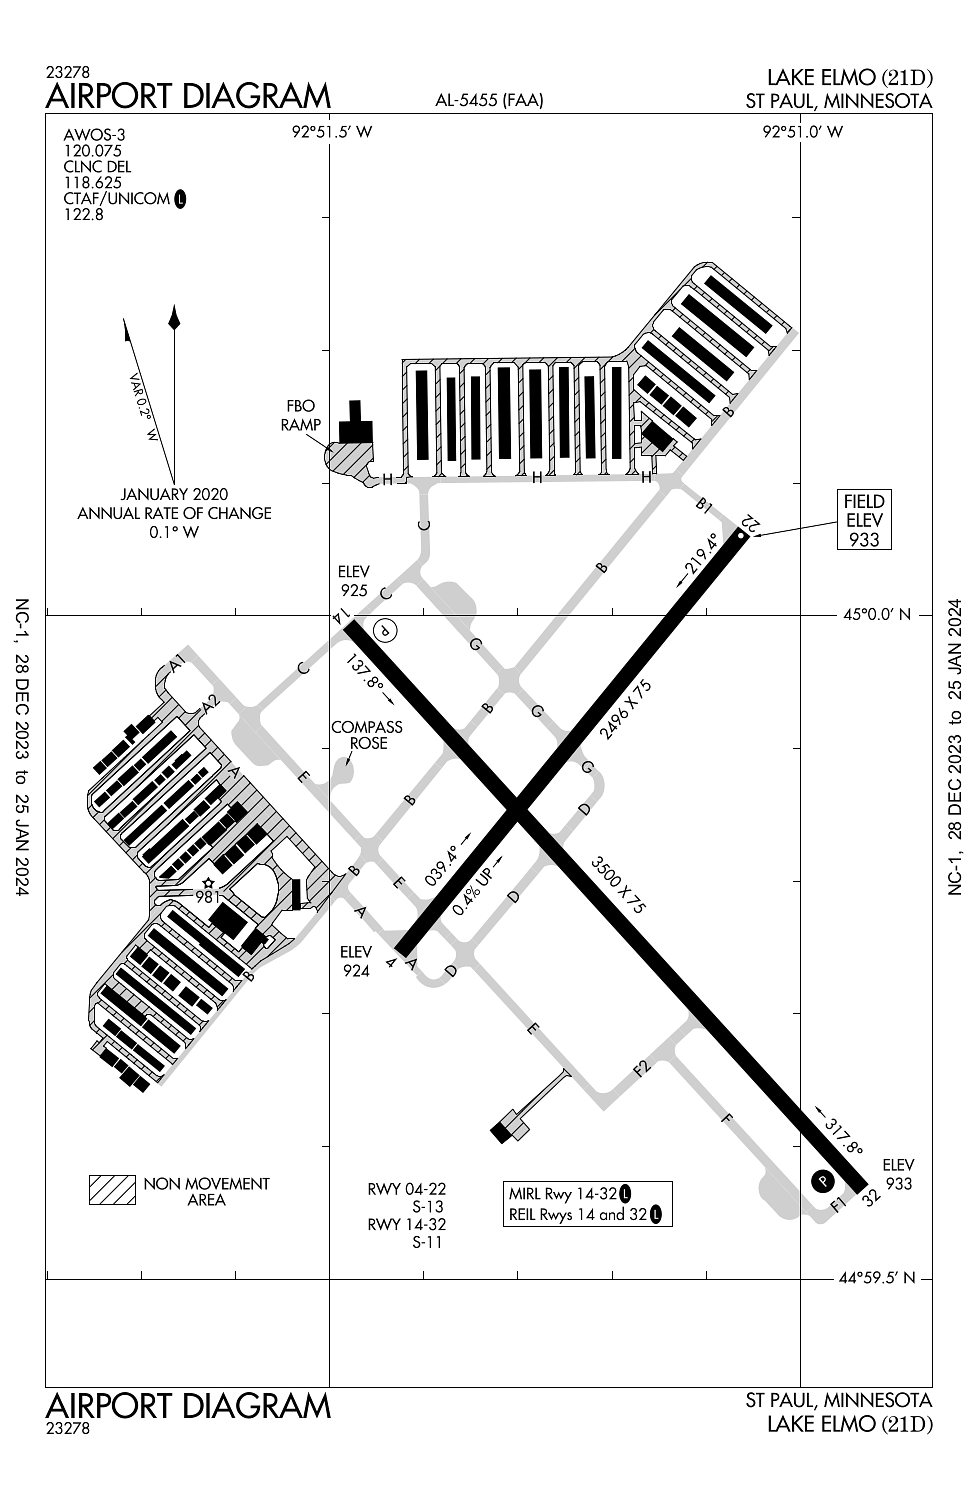 23278
AIRPORT DIAGRAM
AL-5455 (FAA)
LAKE ELMO (21D)
ST PAUL, MINNESOTA
AWOS-3
120.075
CLNC DEL
118.625
CTAF/UNICOM L
122.8
92°51.5' W
92°51.0' W
VAR 0.2° W
JANUARY 2020
ANNUAL RATE OF CHANGE
0.1° W
FBO
RAMP
H
H
H
B
B1
C
22
FIELD
ELEV
933
219.4°
B
ELEV
925
C
14
P
45°0.0' N
G
C
137.8°
A1
A2
B
G
2496 X 75
COMPASS
ROSE
A
E
G
B
D
039.4°
0.4% UP
3500 X 75
981
B
E
D
A
ELEV
924
4
A
D
B
E
F2
F
317.8°
ELEV
933
P
F1
32
NON MOVEMENT
AREA
RWY 04-22
S-13
RWY 14-32
S-11
MIRL Rwy 14-32 L
REIL Rwys 14 and 32 L
44°59.5' N
NC-1, 28 DEC 2023 to 25 JAN 2024
NC-1, 28 DEC 2023 to 25 JAN 2024
AIRPORT DIAGRAM
23278
ST PAUL, MINNESOTA
LAKE ELMO (21D)